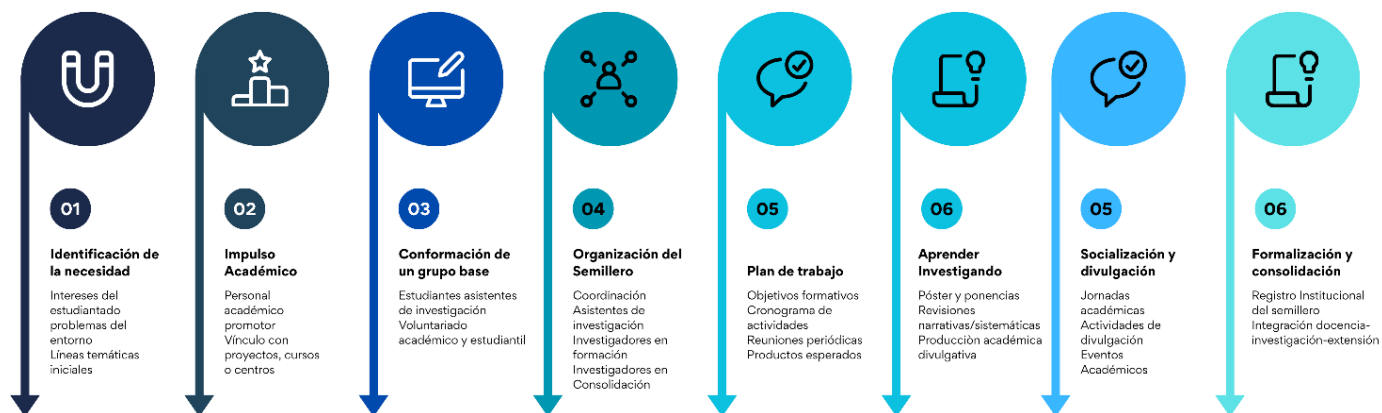 01
Identificación de
la necesidad
Intereses del
estudiantado
problemas del
entorno
Líneas temáticas
iniciales
02
Impulso
Académico
Personal
académico
promotor
Vínculo con
proyectos, cursos
o centros
03
Conformación de
un grupo base
Estudiantes asistentes
de investigación
Voluntariado
académico y estudiantil
04
Organización del
Semillero
Coordinación
Asistentes de
investigación
Investigadores en
formación
Investigadores en
Consolidación
05
Plan de trabajo
Objetivos formativos
Cronograma de
actividades
Reuniones periódicas
Productos esperados
06
Aprender
Investigando
Póster y ponencias
Revisiones
narrativas/sistemáticas
Producciòn académica
divulgativa
05
Socialización y
divulgación
Jornadas
académicas
Actividades de
divulgación
Eventos
Académicos
06
Formalización y
consolidación
Registro Institucional
del semillero
Integración docencia-
investigación-extensión